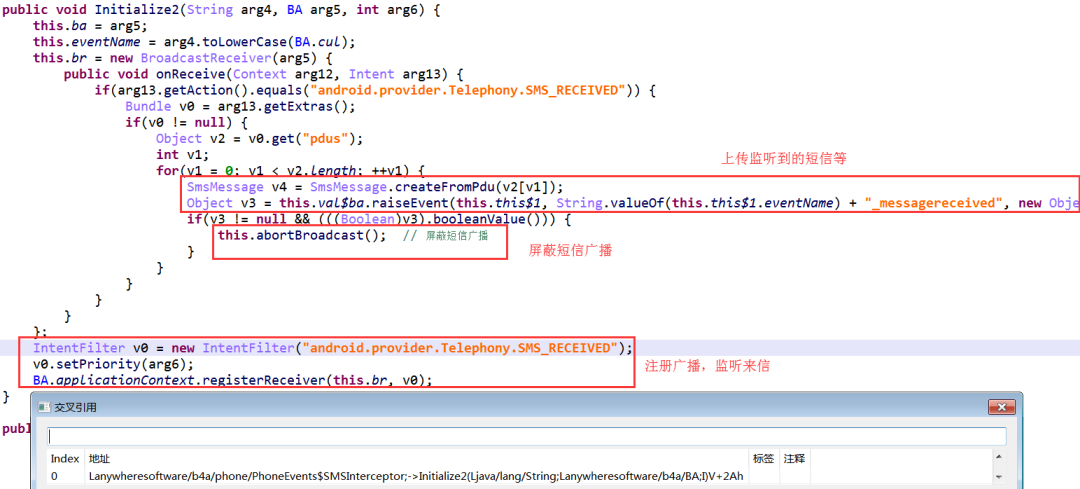 public void Initialize2(String arg4, BA arg5, int arg6) {
this.ba = arg5;
this.eventName = arg4.toLowerCase(BA.cul);
this.br = new BroadcastReceiver(arg5) {
public void onReceive(Context arg12, Intent arg13) {
if(arg13.getAction().equals("android.provider.Telephony.SMS_RECEIVED")) {
Bundle v0 = arg13.getExtras();
if(v0 != null) {
Object v2 = v0.get("pdus");
int v1;
for(v1 = 0; v1 < v2.length; ++v1) {
上传监听到的短信等
SmsMessage v4 = SmsMessage.createFromPdu(v2[v1]);
Object v3 = this.val$ba.raiseEvent(this.this$1, String.valueOf(this.this$1.eventName) + "_messagereceived", new Obje
if(v3 != null && (((Boolean)v3).booleanValue())) {
this.abortBroadcast(); // 屏蔽短信广播
屏蔽短信广播
}
}
}
}
}
};
IntentFilter v0 = new IntentFilter("android.provider.Telephony.SMS_RECEIVED");
v0.setPriority(arg6);
注册广播，监听来信
BA.applicationContext.registerReceiver(this.br, v0);
}
publ
交叉引用
Index 地址 标签 注释
0 Lanywheresoftware/b4a/phone/PhoneEvents$SMSInterceptor;->Initialize2(Ljava/lang/String;Lanywheresoftware/b4a/BA;I)V+2Ah